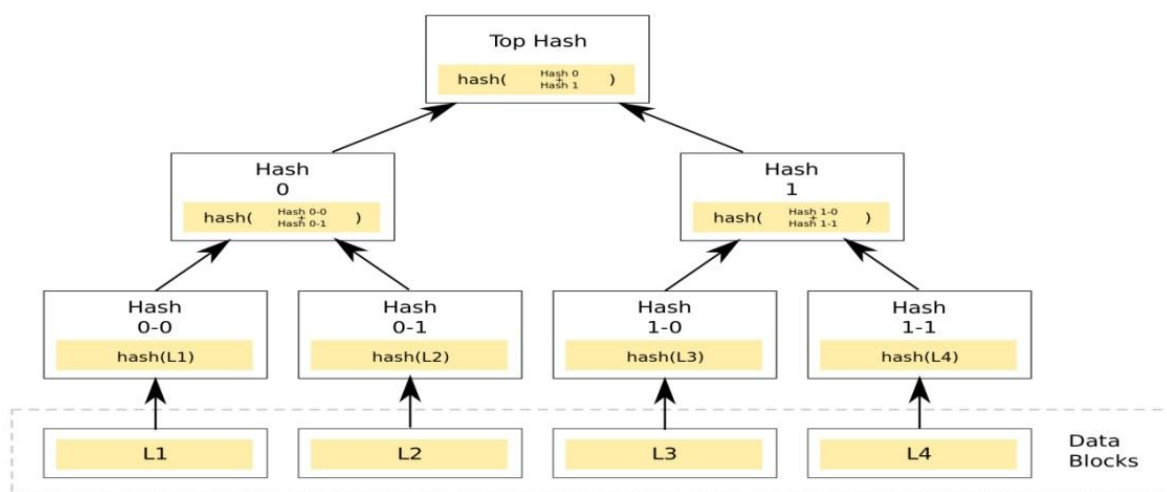 Top Hash
hash( Hash 0 + Hash 1 )
Hash
0
hash( Hash 0-0 + Hash 0-1 )
Hash
1
hash( Hash 1-0 + Hash 1-1 )
Hash
0-0
hash(L1)
Hash
0-1
hash(L2)
Hash
1-0
hash(L3)
Hash
1-1
hash(L4)
L1
L2
L3
L4
Data
Blocks